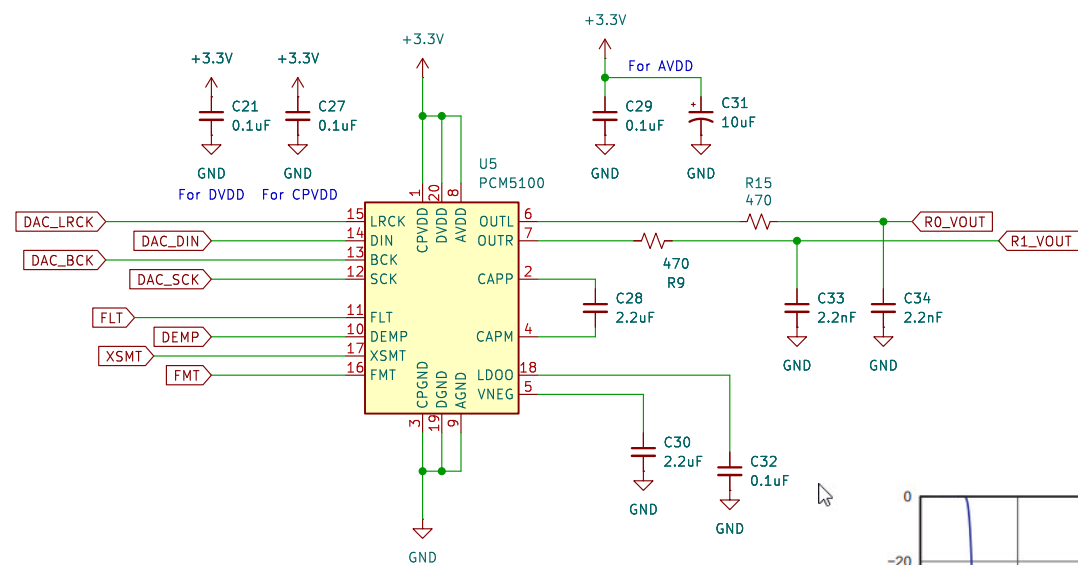 +3.3V
+3.3V
+3.3V
+3.3V
For AVDD
C21
0.1uF
C27
0.1uF
C29
0.1uF
C31
10uF
GND
GND
GND
GND
For DVDD
For CPVDD
U5
PCM5100
R15
470
1
20
8
CPVDD
DVDD
AVDD
DAC_LRCK
15
LRCK
OUTL
6
R0_VOUT
DAC_DIN
14
DIN
OUTR
7
R1_VOUT
DAC_BCK
13
BCK
470
R9
DAC_SCK
12
SCK
CAPP
2
C28
2.2uF
C33
2.2nF
C34
2.2nF
FLT
11
FLT
DEMP
10
DEMP
CAPM
4
XSMT
17
XSMT
GND
GND
FMT
16
FMT
LDOO
18
VNEG
5
CPGND
DGND
AGND
3
19
9
C30
2.2uF
C32
0.1uF
GND
GND
GND
0
−20